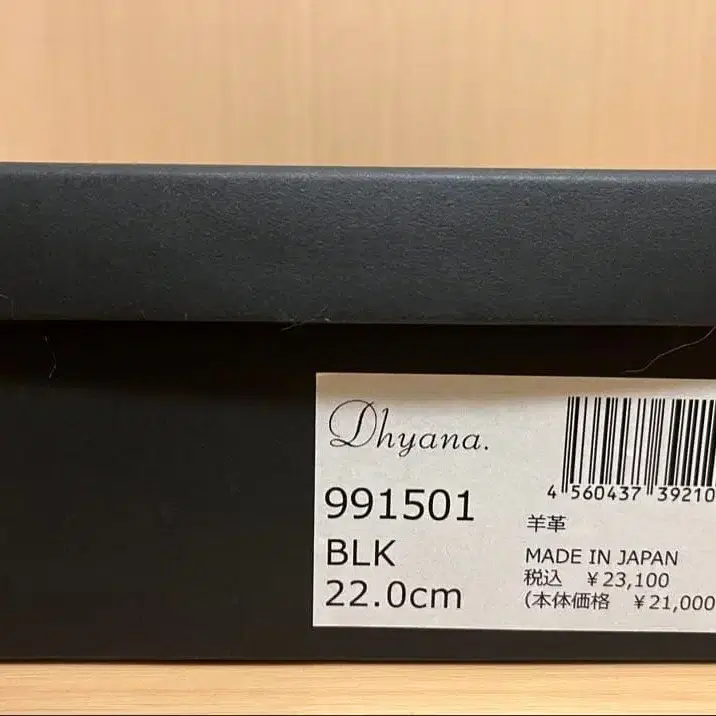 Dhyana.
991501
BLK
22.0cm
4 560437 39210
羊革
MADE IN JAPAN
税込 ￥23,100
(本体価格 ￥21,000